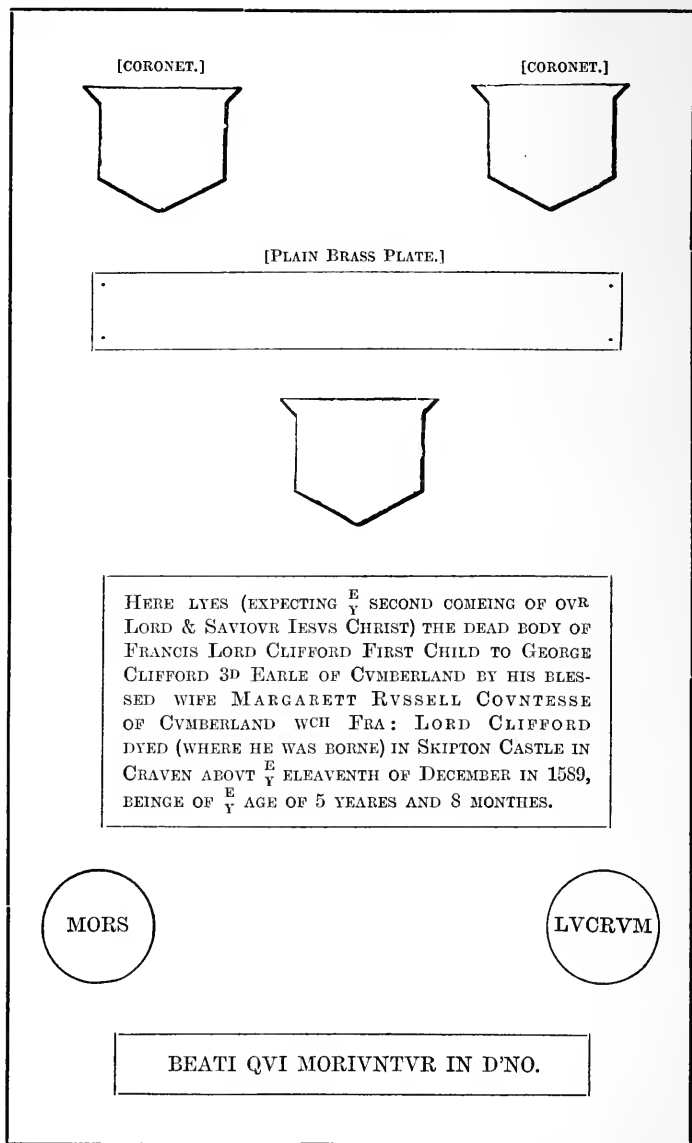 [CORONET.] [CORONET.]
[PLAIN BRASS PLATE.]
HERE LYES (EXPECTING Yᴱ SECOND COMEING OF OVR
LORD & SAVIOVR IESVS CHRIST) THE DEAD BODY OF
FRANCIS LORD CLIFFORD FIRST CHILD TO GEORGE
CLIFFORD 3D EARLE OF CVMBERLAND BY HIS BLES-
SED WIFE MARGARETT RVSSELL COVNTESSE
OF CVMBERLAND WCH FRA: LORD CLIFFORD
DYED (WHERE HE WAS BORNE) IN SKIPTON CASTLE IN
CRAVEN ABOVT Yᴱ ELEAVENTH OF DECEMBER IN 1589,
BEINGE OF Yᴱ AGE OF 5 YEARES AND 8 MONTHES.
MORS LVCRVM
BEATI QVI MORIVNTVR IN D'NO.